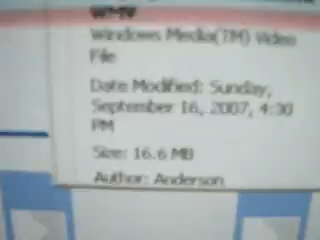 WMV
Windows Media(TM) Video
File
Date Modified: Sunday,
September 16, 2007, 4:30
PM
Size: 16.6 MB
Author: Anderson